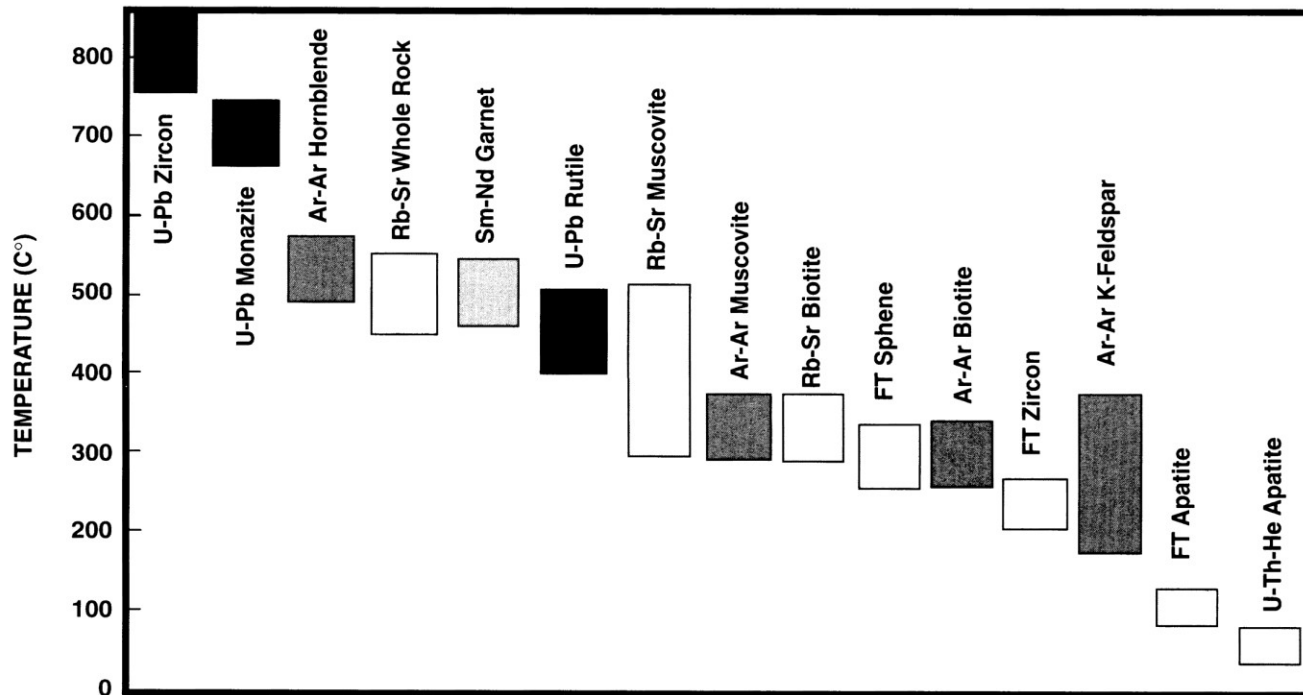 TEMPERATURE (C°)
800
700
600
500
400
300
200
100
0
U-Pb Zircon
U-Pb Monazite
Ar-Ar Hornblende
Rb-Sr Whole Rock
Sm-Nd Garnet
U-Pb Rutile
Rb-Sr Muscovite
Ar-Ar Muscovite
Rb-Sr Biotite
FT Sphene
Ar-Ar Biotite
FT Zircon
Ar-Ar K-Feldspar
FT Apatite
U-Th-He Apatite